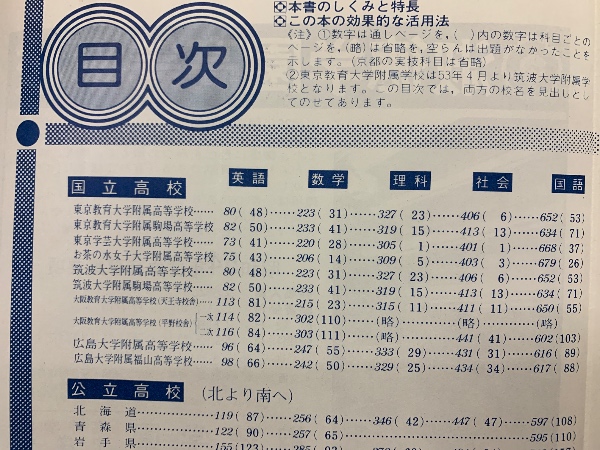 本書のしくみと特長
この本の効果的な活用法
《注》①数字は通しページを,（ ）内の数字は科目ごとの
ページを,(略)は省略を,空らんは出題がなかったことを
示します。(京都の実技科目は省略)
②東京教育大学附属学校は53年４月より筑波大学附属学
校となります。この目次では,両方の校名を見出しとし
てのせてあります。
目次
国立高校 英語 数学 理科 社会 国語
東京教育大学附属高等学校…… 80( 48)……223( 31)……327( 23)……406( 6)……652( 53)
東京教育大学附属駒場高等学校 82( 50)……233( 41)……319( 15)……413( 13)……634( 71)
東京学芸大学附属高等学校…… 73( 41)……220( 28)……305( 1)……401( 1)……668( 37)
お茶の水女子大学附属高等学校 75( 43)……206( 14)……309( 5)……403( 3)……679( 26)
筑波大学附属高等学校…… 80( 48)……223( 31)……327( 23)……406( 6)……652( 53)
筑波大学附属駒場高等学校…… 82( 50)……233( 41)……319( 15)……413( 13)……634( 71)
大阪教育大学附属高等学校(天王寺校舎)……113( 81)……215( 23)……315( 11)……411( 11)……650( 55)
大阪教育大学附属高等学校(平野校舎) 一次114( 82)……302(110)……(略)……(略)……(略)
二次116( 84)……303(111)……(略)……441( 41)……602(103)
広島大学附属高等学校…… 96( 64)……247( 55)……333( 29)……431( 31)……616( 89)
広島大学附属福山高等学校…… 98( 66)……242( 50)……329( 25)……434( 34)……617( 88)
公立高校 (北より南へ)
北海道……119( 87)……256( 64)……346( 42)……447( 47)……597(108)
青森県……122( 90)……257( 65)……595(110)
岩手県……155(123)……285(